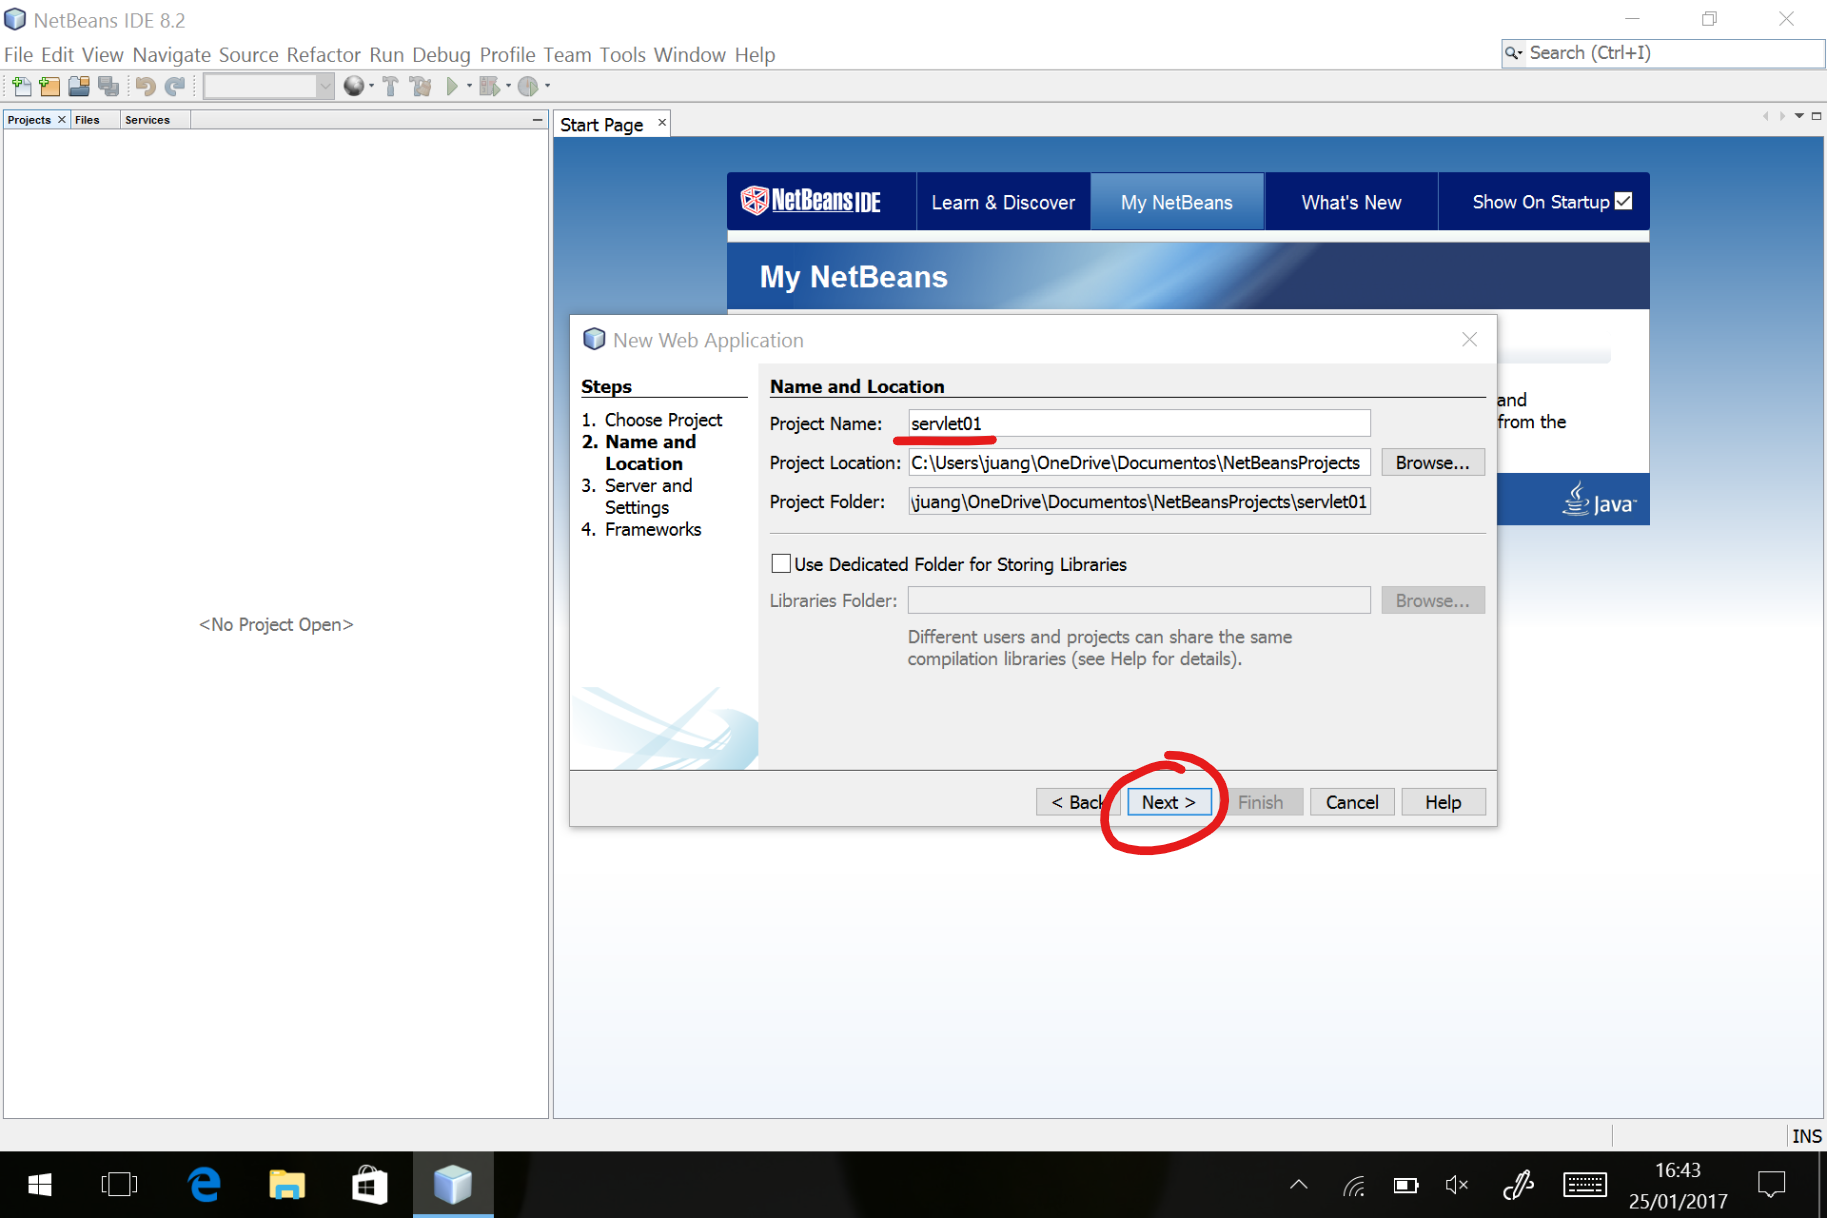 NetBeans IDE 8.2
File Edit View Navigate Source Refactor Run Debug Profile Team Tools Window Help
Search (Ctrl+I)
Projects Files Services
Start Page
NetBeans IDE
Learn & Discover
My NetBeans
What's New
Show On Startup
My NetBeans
New Web Application
Steps
1. Choose Project
2. Name and
Location
3. Server and
Settings
4. Frameworks
Name and Location
Project Name: servlet01
Project Location: C:\Users\juang\OneDrive\Documentos\NetBeansProjects Browse...
Project Folder: \juang\OneDrive\Documentos\NetBeansProjects\servlet01
Use Dedicated Folder for Storing Libraries
Libraries Folder: Browse...
Different users and projects can share the same
compilation libraries (see Help for details).
< Back Next > Finish Cancel Help
and
from the
Java
<No Project Open>
INS
16:43
25/01/2017